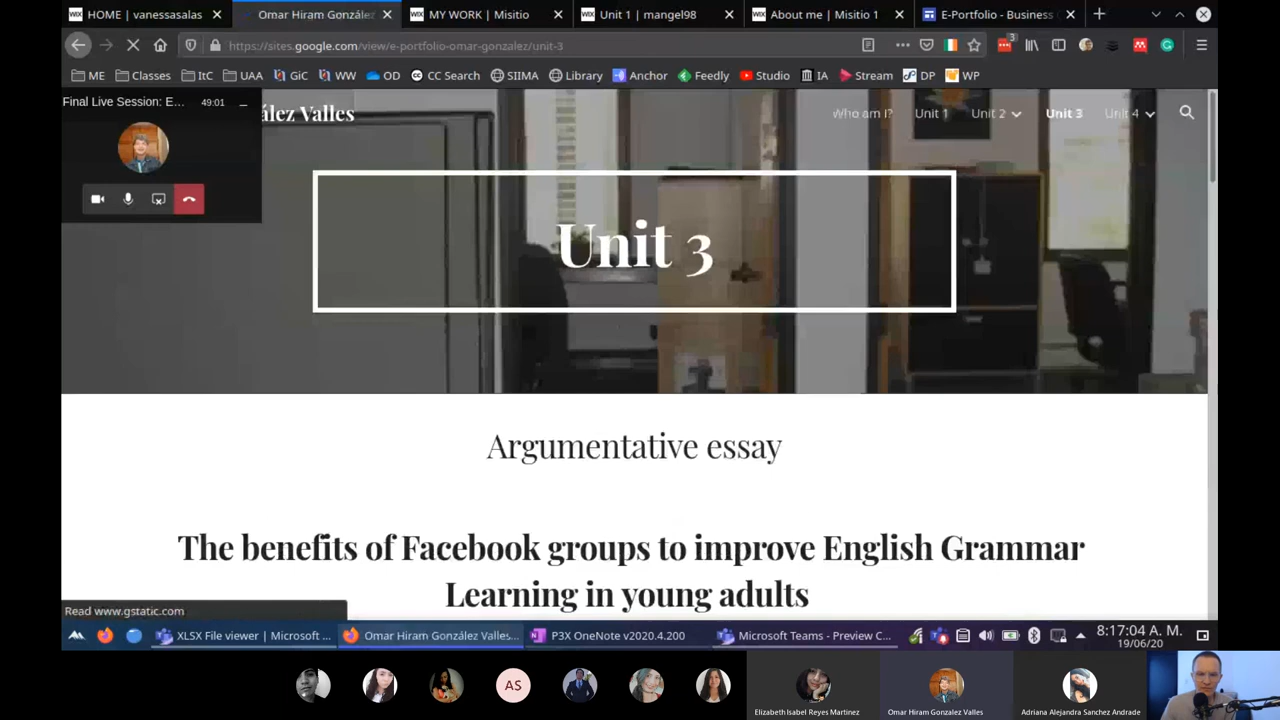 HOME | vanessasalas
Omar Hiram González
MY WORK | Misitio
Unit 1 | mangel98
About me | Misitio 1
E-Portfolio - Business
https://sites.google.com/view/e-portfolio-omar-gonzalez/unit-3
3
ME
Classes
ItC
UAA
GiC
WW
OD
CC Search
SIIMA
Library
Anchor
Feedly
Studio
IA
Stream
DP
WP
Final Live Session: E...
49:01
ález Valles
Who am I?
Unit 1
Unit 2
Unit 3
Unit 4
Unit 3
Argumentative essay
The benefits of Facebook groups to improve English Grammar
Learning in young adults
Read www.gstatic.com
XLSX File viewer | Microsoft ...
Omar Hiram González Valles...
P3X OneNote v2020.4.200
Microsoft Teams - Preview C...
8:17:04 A. M.
19/06/20
AS
Elizabeth Isabel Reyes Martinez
Omar Hiram Gonzalez Valles
Adriana Alejandra Sanchez Andrade